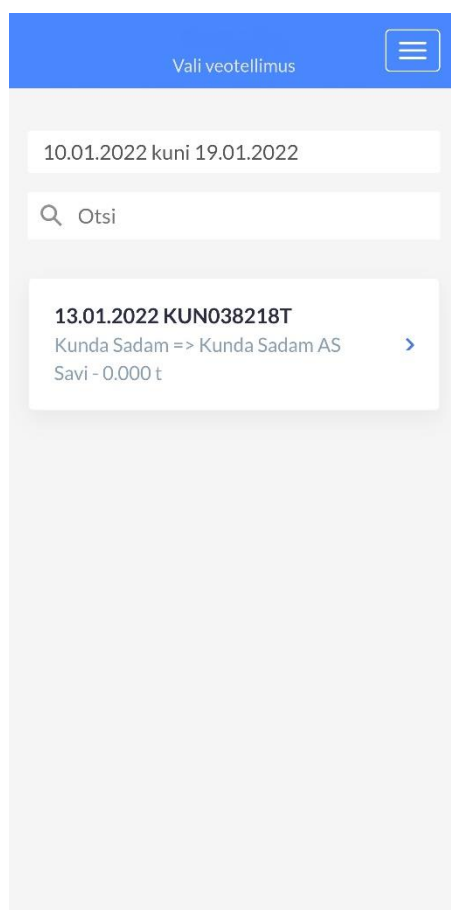 Vali veotellimus
10.01.2022 kuni 19.01.2022
Otsi
13.01.2022 KUN038218T
Kunda Sadam => Kunda Sadam AS
Savi - 0.000 t